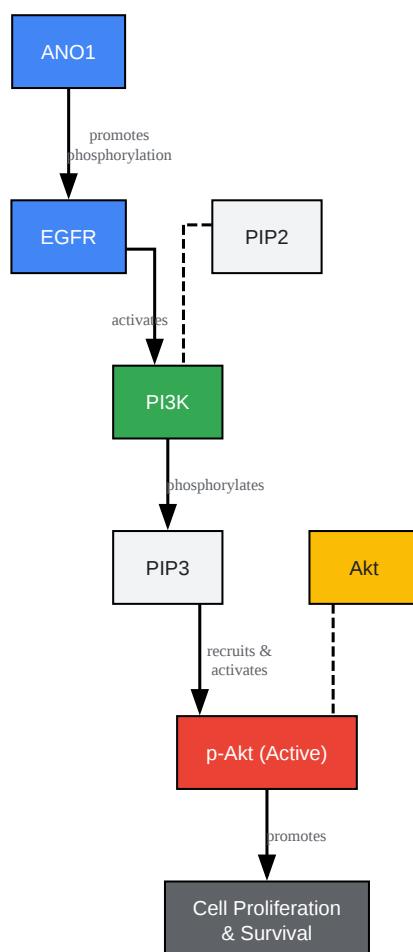 ANO1
promotes
phosphorylation
EGFR
PIP2
activates
PI3K
phosphorylates
PIP3
Akt
recruits &
activates
p-Akt (Active)
promotes
Cell Proliferation
& Survival